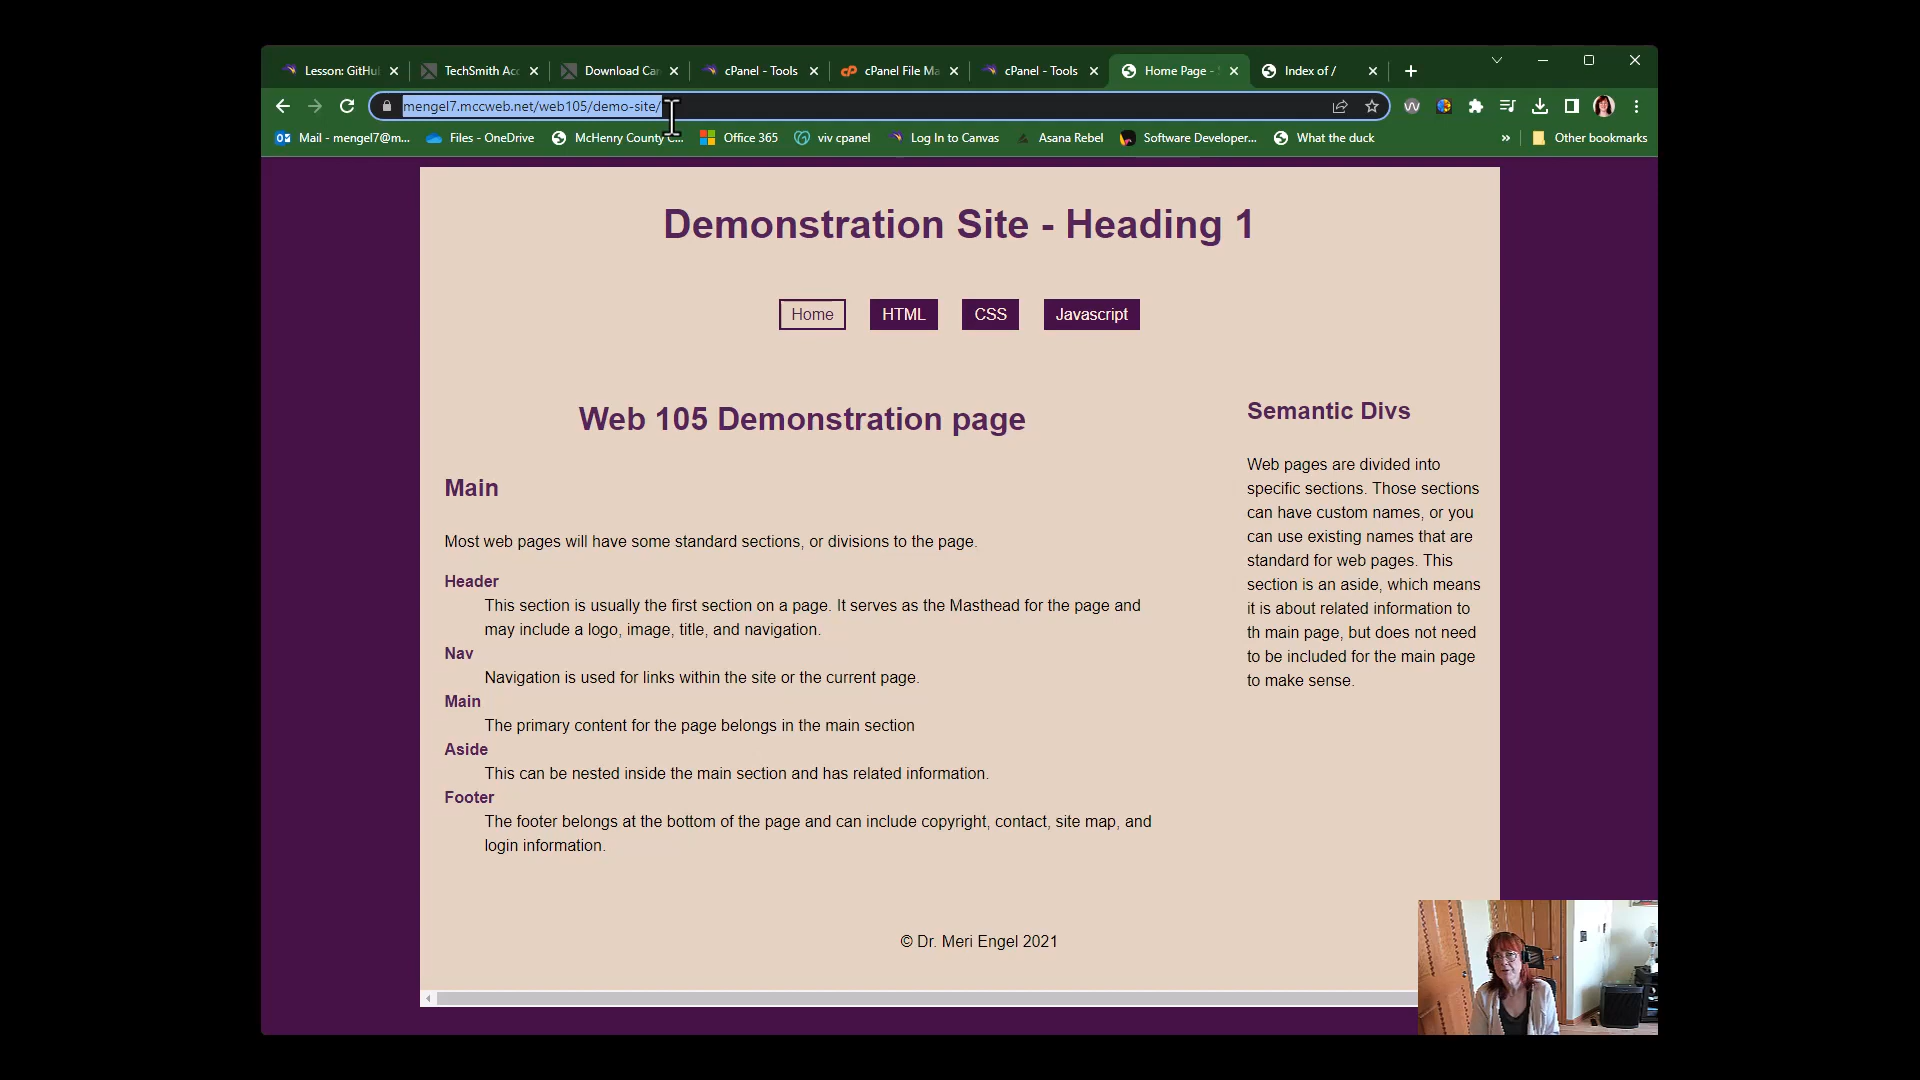 Lesson: GitHu
TechSmith Acc
Download Ca
cPanel - Tools
cPanel File Ma
cPanel - Tools
Home Page -
Index of /
mengel7.mccweb.net/web105/demo-site/
Mail - mengel7@m...
Files - OneDrive
McHenry County C...
Office 365
viv cpanel
Log In to Canvas
Asana Rebel
Software Developer...
What the duck
»
Other bookmarks
Demonstration Site - Heading 1
Home
HTML
CSS
Javascript
Web 105 Demonstration page
Main
Most web pages will have some standard sections, or divisions to the page.
Header
This section is usually the first section on a page. It serves as the Masthead for the page and
may include a logo, image, title, and navigation.
Nav
Navigation is used for links within the site or the current page.
Main
The primary content for the page belongs in the main section
Aside
This can be nested inside the main section and has related information.
Footer
The footer belongs at the bottom of the page and can include copyright, contact, site map, and
login information.
Semantic Divs
Web pages are divided into
specific sections. Those sections
can have custom names, or you
can use existing names that are
standard for web pages. This
section is an aside, which means
it is about related information to
th main page, but does not need
to be included for the main page
to make sense.
© Dr. Meri Engel 2021